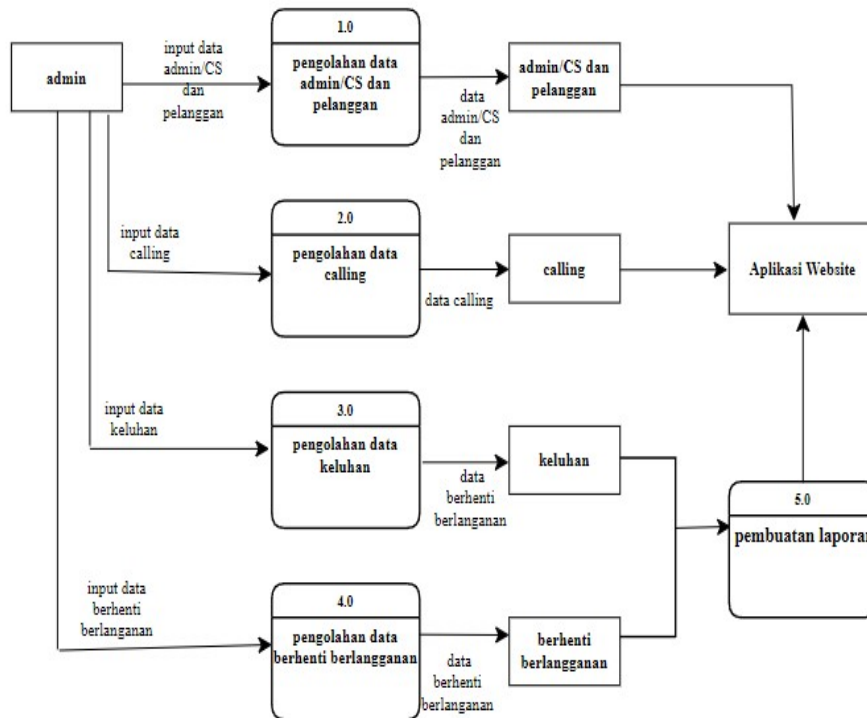 admin
input data
admin/CS
dan
pelanggan
1.0
pengolahan data
admin/CS dan
pelanggan
data
admin/CS
dan
pelanggan
admin/CS dan
pelanggan
input data
calling
2.0
pengolahan data
calling
data calling
calling
Aplikasi Website
input data
keluhan
3.0
pengolahan data
keluhan
data
berhenti
berlanganan
keluhan
5.0
pembuatan laporan
input data
berhenti
berlanganan
4.0
pengolahan data
berhenti berlangganan
data
berhenti
berlanganan
berhenti
berlangganan